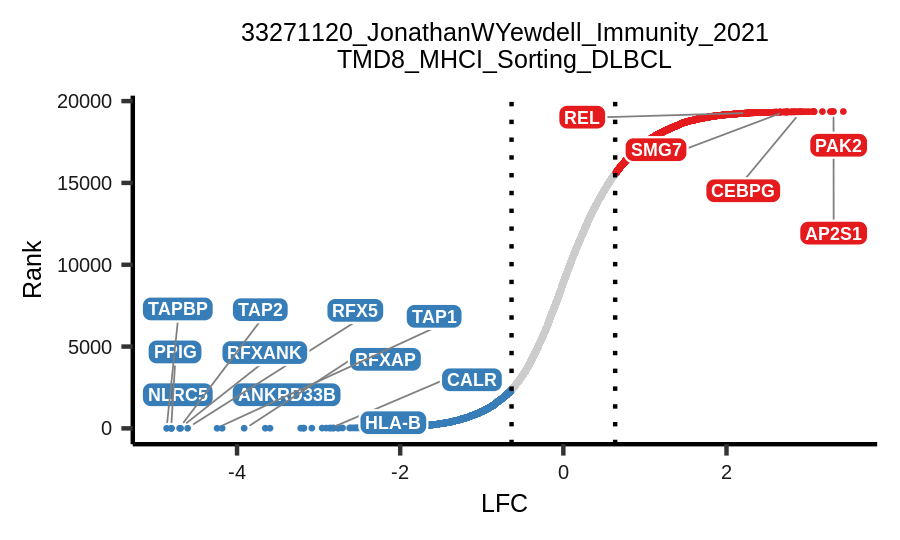 33271120_JonathanWYewdell_Immunity_2021
TMD8_MHCI_Sorting_DLBCL
Rank
20000
15000
10000
5000
0
REL
SMG7
PAK2
CEBPG
AP2S1
TAPBP
TAP2
RFX5
TAP1
PPIG
RFXANK
RFXAP
CALR
NLRC5
ANKRD33B
HLA-B
-4
-2
0
2
LFC